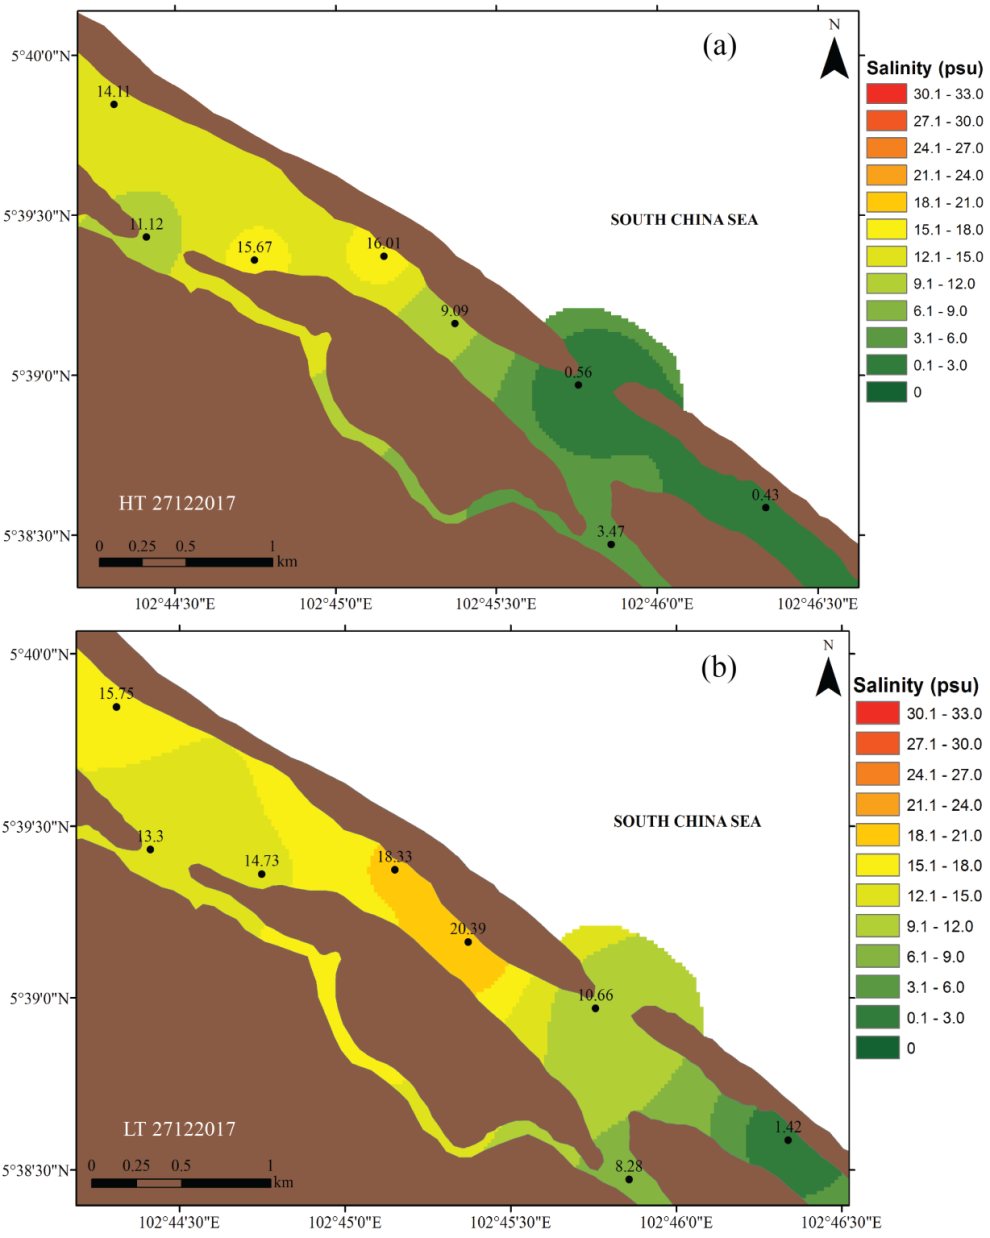 (a)
N
5°40'0"N
5°39'30"N
5°39'0"N
5°38'30"N
14.11
11.12
15.67
16.01
9.09
0.56
0.43
3.47
SOUTH CHINA SEA
HT 27122017
0 0.25 0.5 1
km
102°44'30"E 102°45'0"E 102°45'30"E 102°46'0"E 102°46'30"E
Salinity (psu)
30.1 - 33.0
27.1 - 30.0
24.1 - 27.0
21.1 - 24.0
18.1 - 21.0
15.1 - 18.0
12.1 - 15.0
9.1 - 12.0
6.1 - 9.0
3.1 - 6.0
0.1 - 3.0
0
(b)
N
5°40'0"N
5°39'30"N
5°39'0"N
5°38'30"N
15.75
13.3
14.73
18.33
20.39
10.66
1.42
8.28
SOUTH CHINA SEA
LT 27122017
0 0.25 0.5 1
km
102°44'30"E 102°45'0"E 102°45'30"E 102°46'0"E 102°46'30"E
Salinity (psu)
30.1 - 33.0
27.1 - 30.0
24.1 - 27.0
21.1 - 24.0
18.1 - 21.0
15.1 - 18.0
12.1 - 15.0
9.1 - 12.0
6.1 - 9.0
3.1 - 6.0
0.1 - 3.0
0